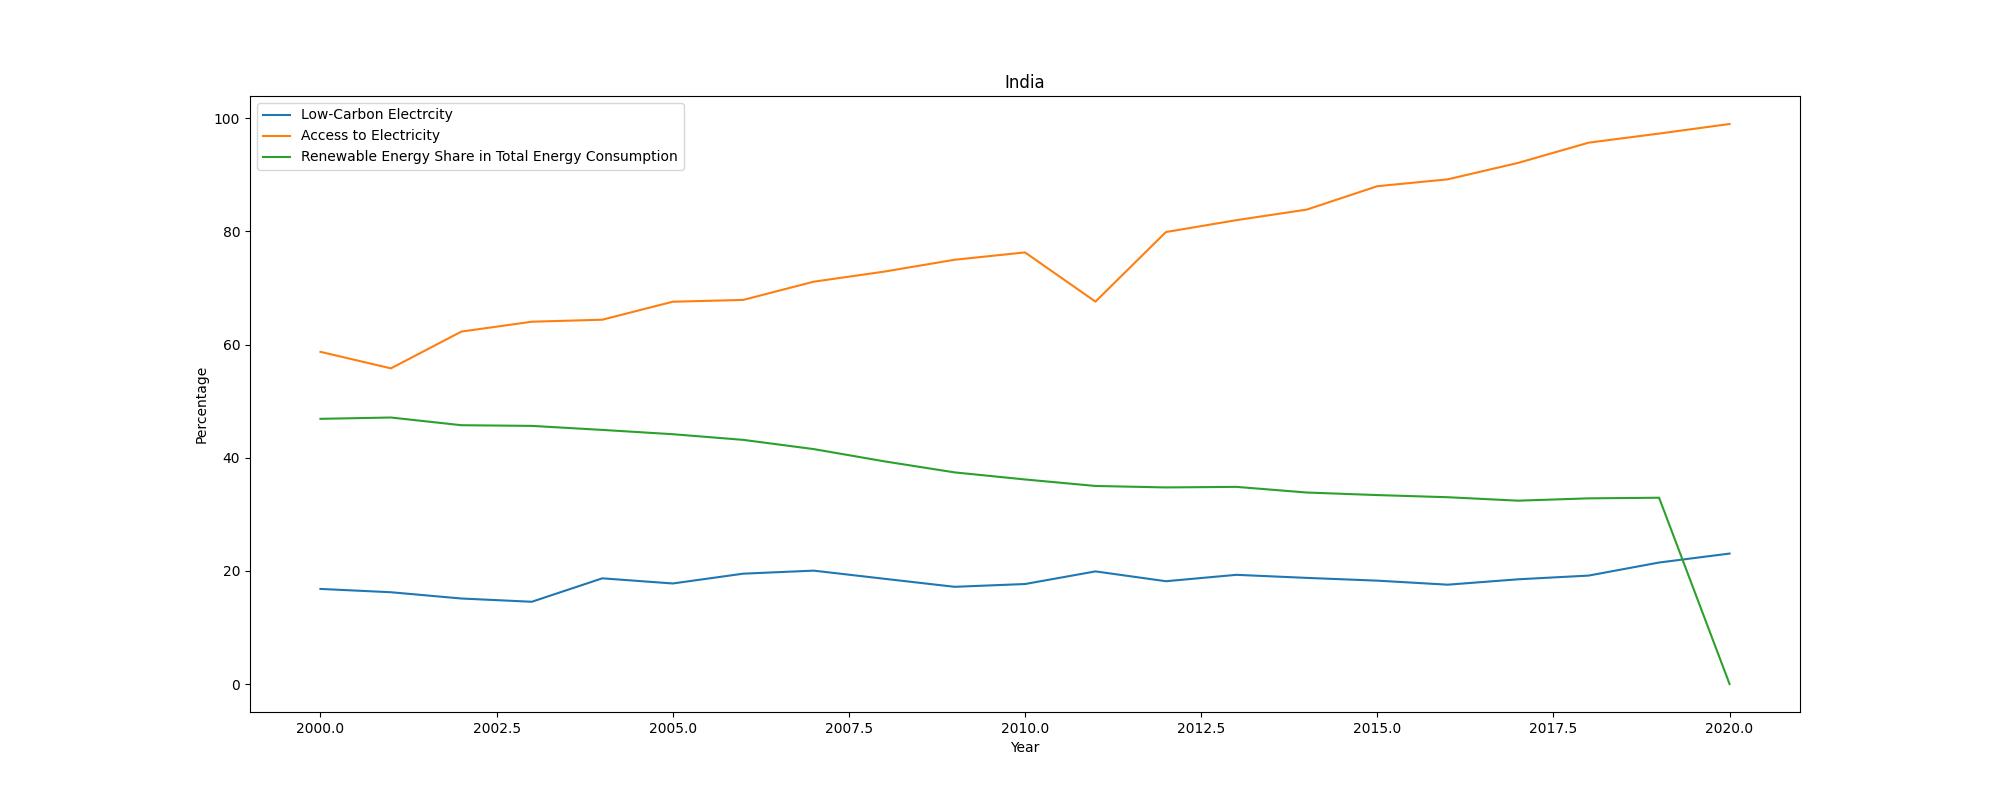 India
Low-Carbon Electrcity
Access to Electricity
Renewable Energy Share in Total Energy Consumption
Percentage
100
80
60
40
20
0
2000.0 2002.5 2005.0 2007.5 2010.0 2012.5 2015.0 2017.5 2020.0
Year